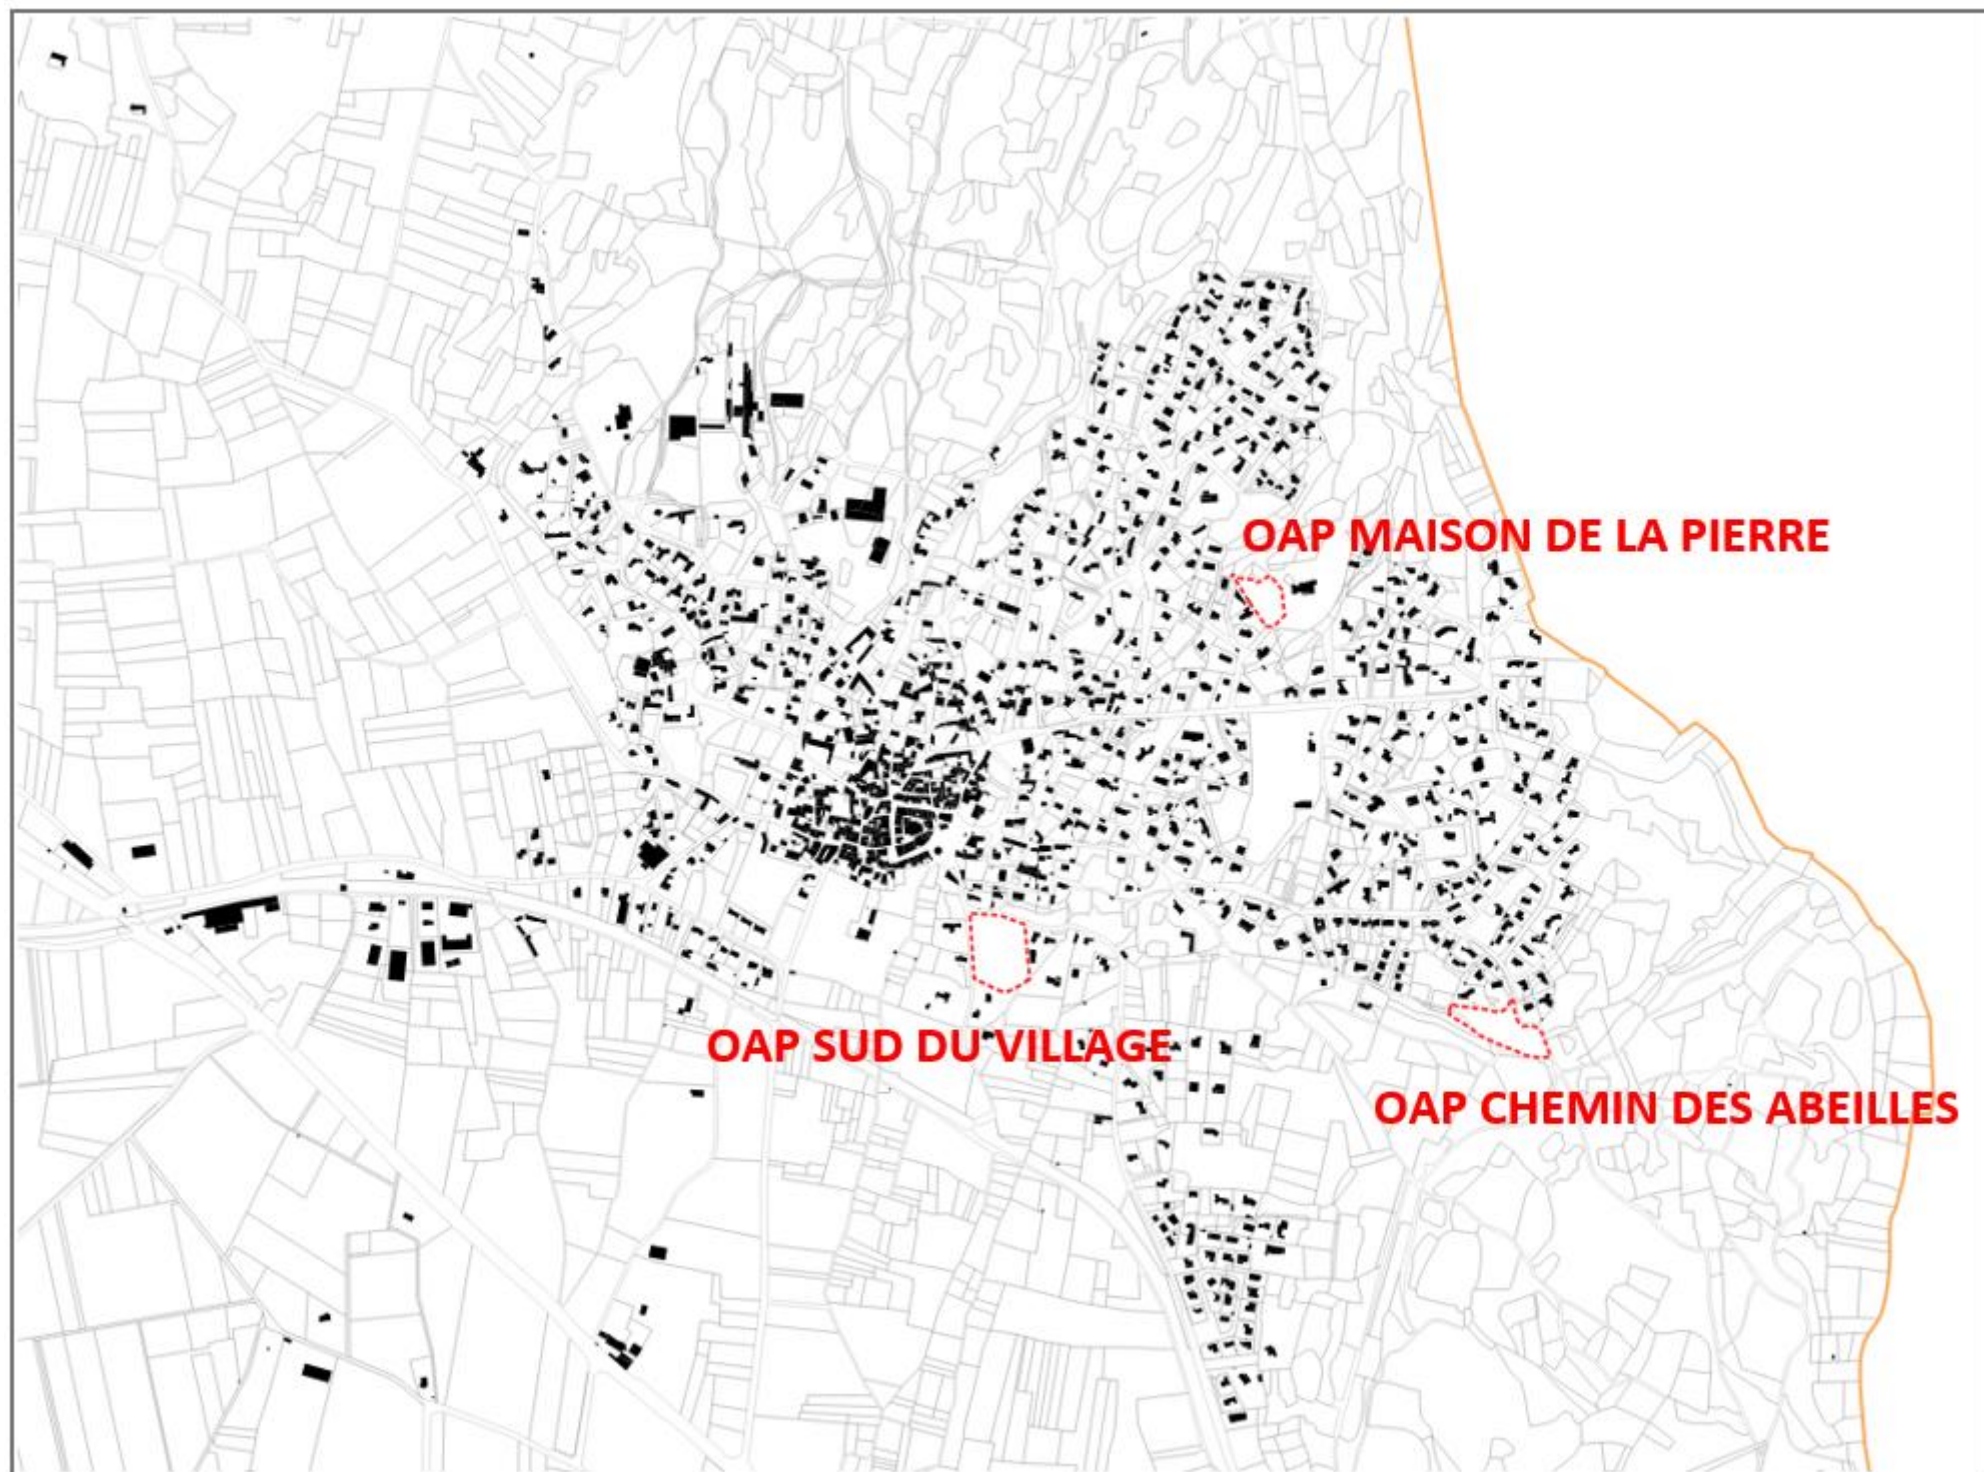 OAP MAISON DE LA PIERRE
OAP SUD DU VILLAGE
OAP CHEMIN DES ABEILLES